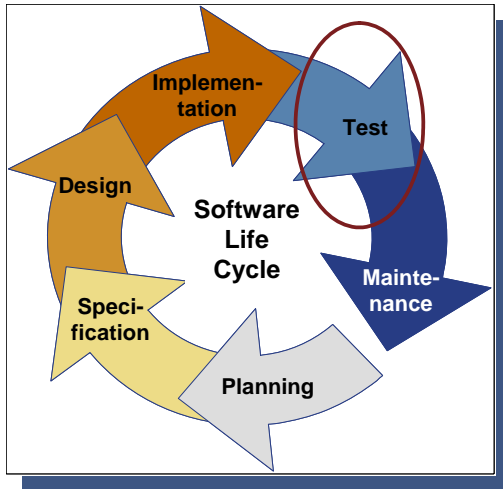 Implemen-
tation
Test
Design
Software
Life
Cycle
Mainte-
nance
Speci-
fication
Planning